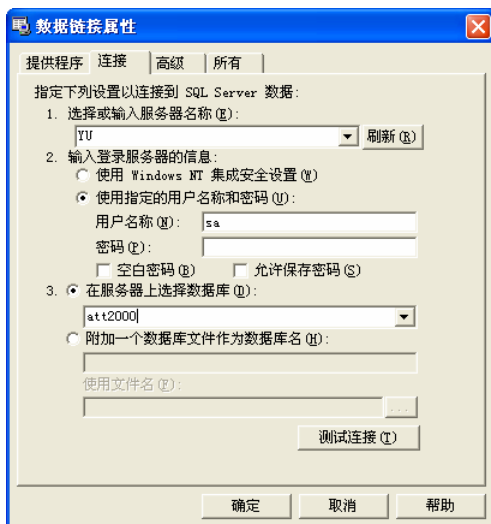 数据链接属性
提供程序 连接 高级 所有
指定下列设置以连接到 SQL Server 数据:
1. 选择或输入服务器名称(E):
YU 刷新(R)
2. 输入登录服务器的信息:
使用 Windows NT 集成安全设置(W)
使用指定的用户名称和密码(U):
用户名称(N): sa
密码(P):
空白密码(B) 允许保存密码(S)
3. 在服务器上选择数据库(D):
att2000
附加一个数据库文件作为数据库名(H):
使用文件名(F):
...
测试连接(T)
确定 取消 帮助